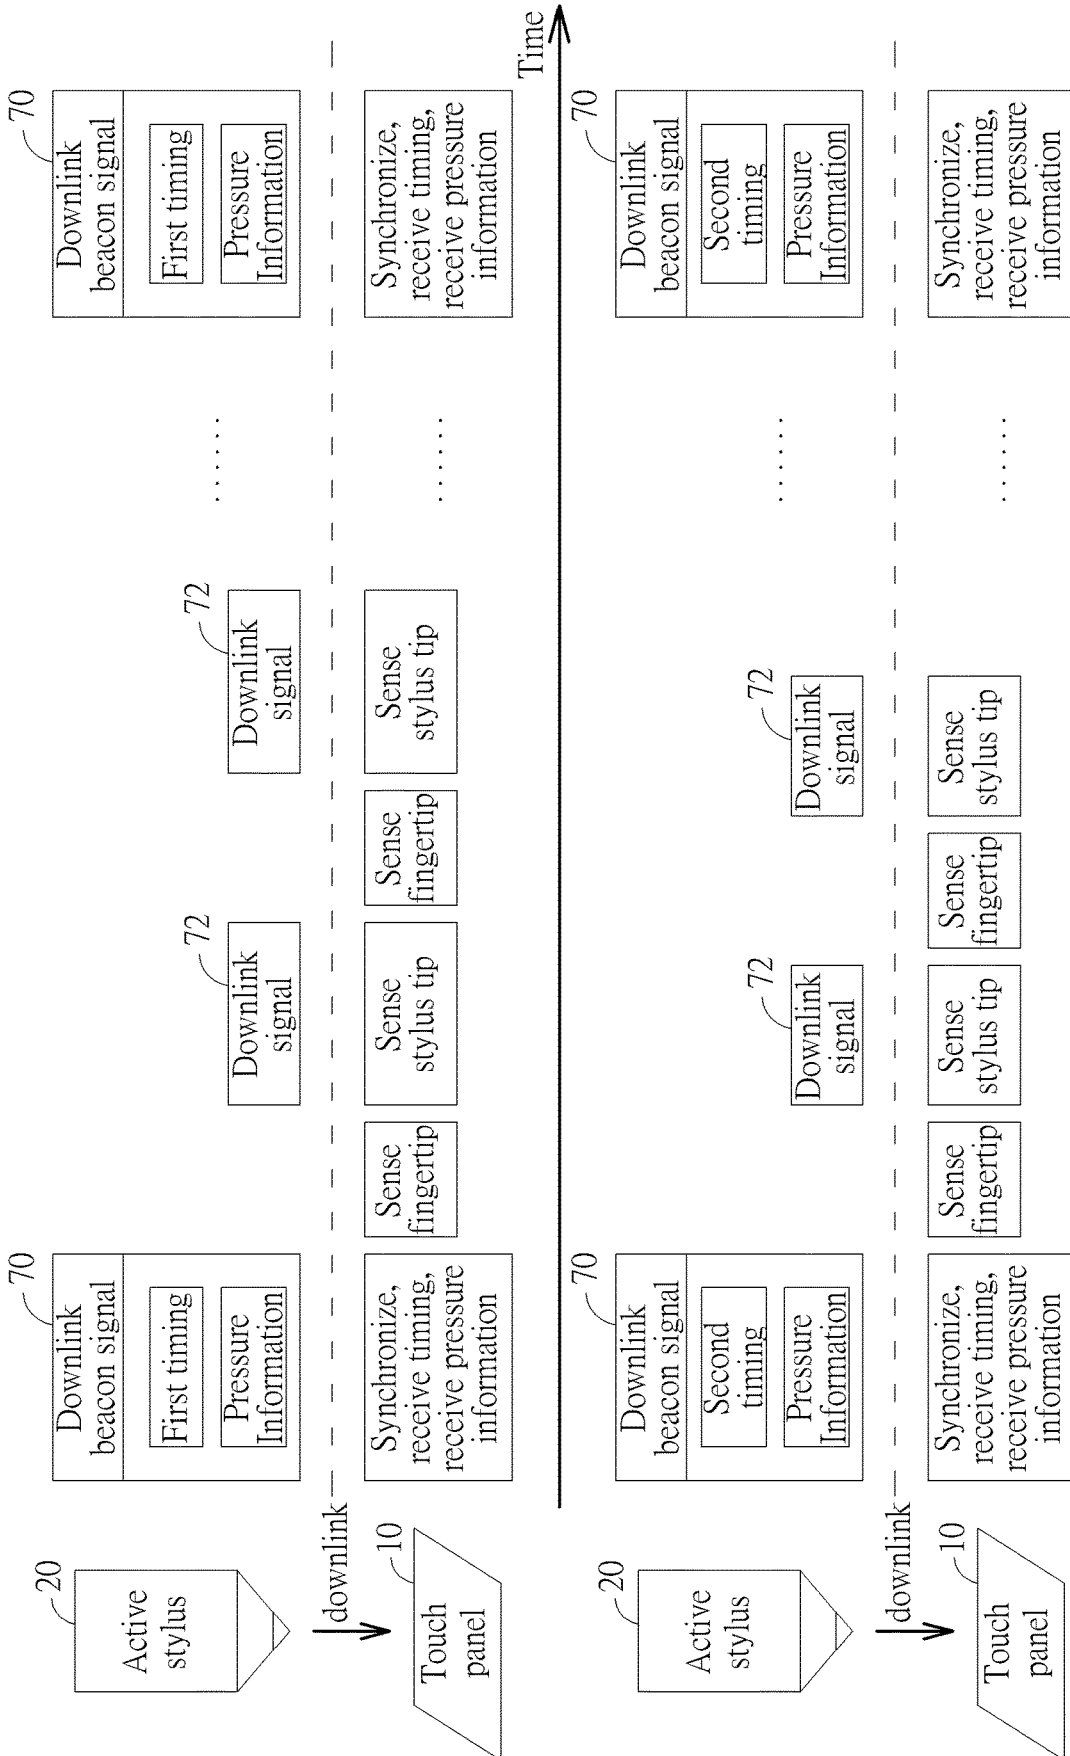 20
Active
stylus
downlink
10
Touch
panel
70
Downlink
beacon signal
First timing
Pressure
Information
Synchronize,
receive timing,
receive pressure
information
Sense
fingertip
72
Downlink
signal
Sense
stylus tip
Sense
fingertip
72
Downlink
signal
Sense
stylus tip
......
......
70
Downlink
beacon signal
First timing
Pressure
Information
Synchronize,
receive timing,
receive pressure
information
Time
20
Active
stylus
downlink
10
Touch
panel
70
Downlink
beacon signal
Second
timing
Pressure
Information
Synchronize,
receive timing,
receive pressure
information
Sense
fingertip
72
Downlink
signal
Sense
stylus tip
Sense
fingertip
72
Downlink
signal
Sense
stylus tip
......
......
70
Downlink
beacon signal
Second
timing
Pressure
Information
Synchronize,
receive timing,
receive pressure
information